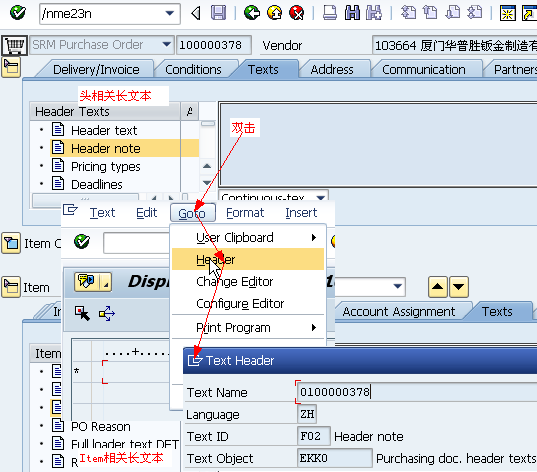 /nme23n
SRM Purchase Order
100000378
Vendor
103664 厦门华普胜钣金制造有
Delivery/Invoice
Conditions
Texts
Address
Communication
Partners
头相关长文本
Header Texts
Header text
Header note
Pricing types
Deadlines
双击
Continuous-tex
Text
Edit
Goto
Format
Insert
User Clipboard
Header
Change Editor
Configure Editor
Print Program
Item
Item
Account Assignment
Texts
....+....
*
Text Header
Text Name
0100000378
Language
ZH
Text ID
F02
Header note
Text Object
EKKO
Purchasing doc. header texts
PO Reason
Full loader text DET
Item相关长文本